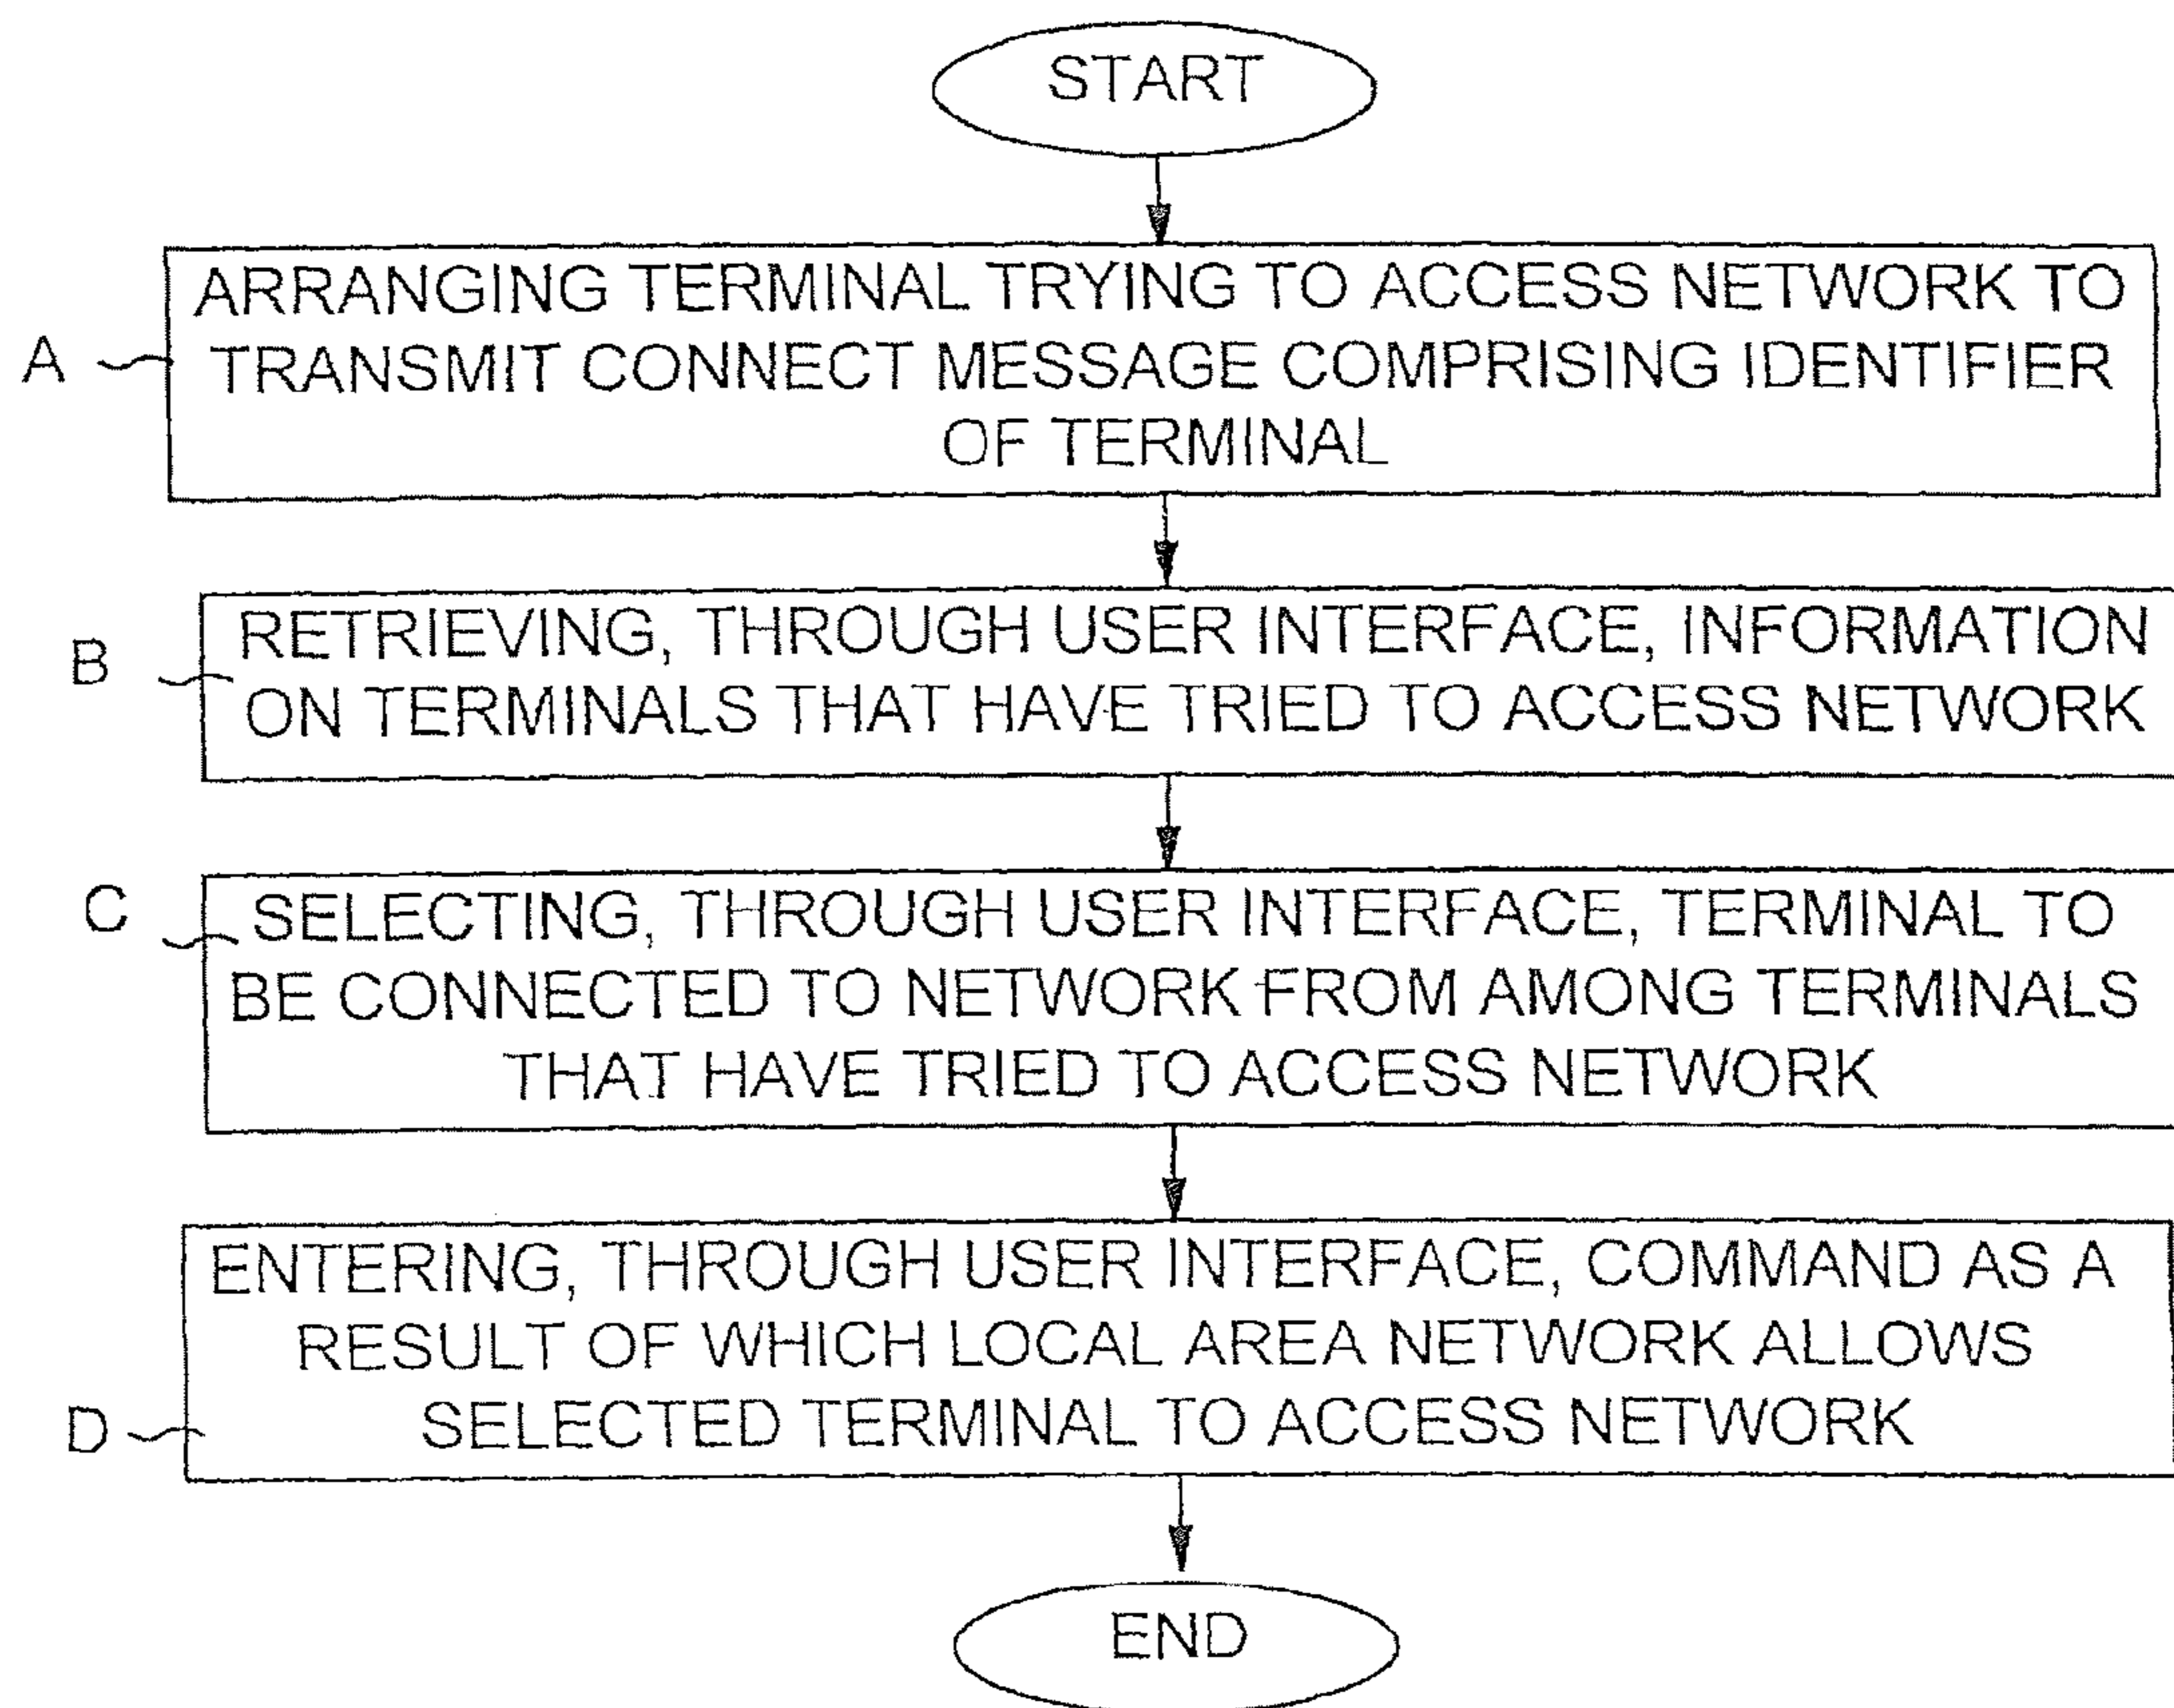 START
ARRANGING TERMINAL TRYING TO ACCESS NETWORK TO
A TRANSMIT CONNECT MESSAGE COMPRISING IDENTIFIER
OF TERMINAL
B RETRIEVING, THROUGH USER INTERFACE, INFORMATION
ON TERMINALS THAT HAVE TRIED TO ACCESS NETWORK
C SELECTING, THROUGH USER INTERFACE, TERMINAL TO
BE CONNECTED TO NETWORK FROM AMONG TERMINALS
THAT HAVE TRIED TO ACCESS NETWORK
ENTERING, THROUGH USER INTERFACE, COMMAND AS A
RESULT OF WHICH LOCAL AREA NETWORK ALLOWS
D SELECTED TERMINAL TO ACCESS NETWORK
END